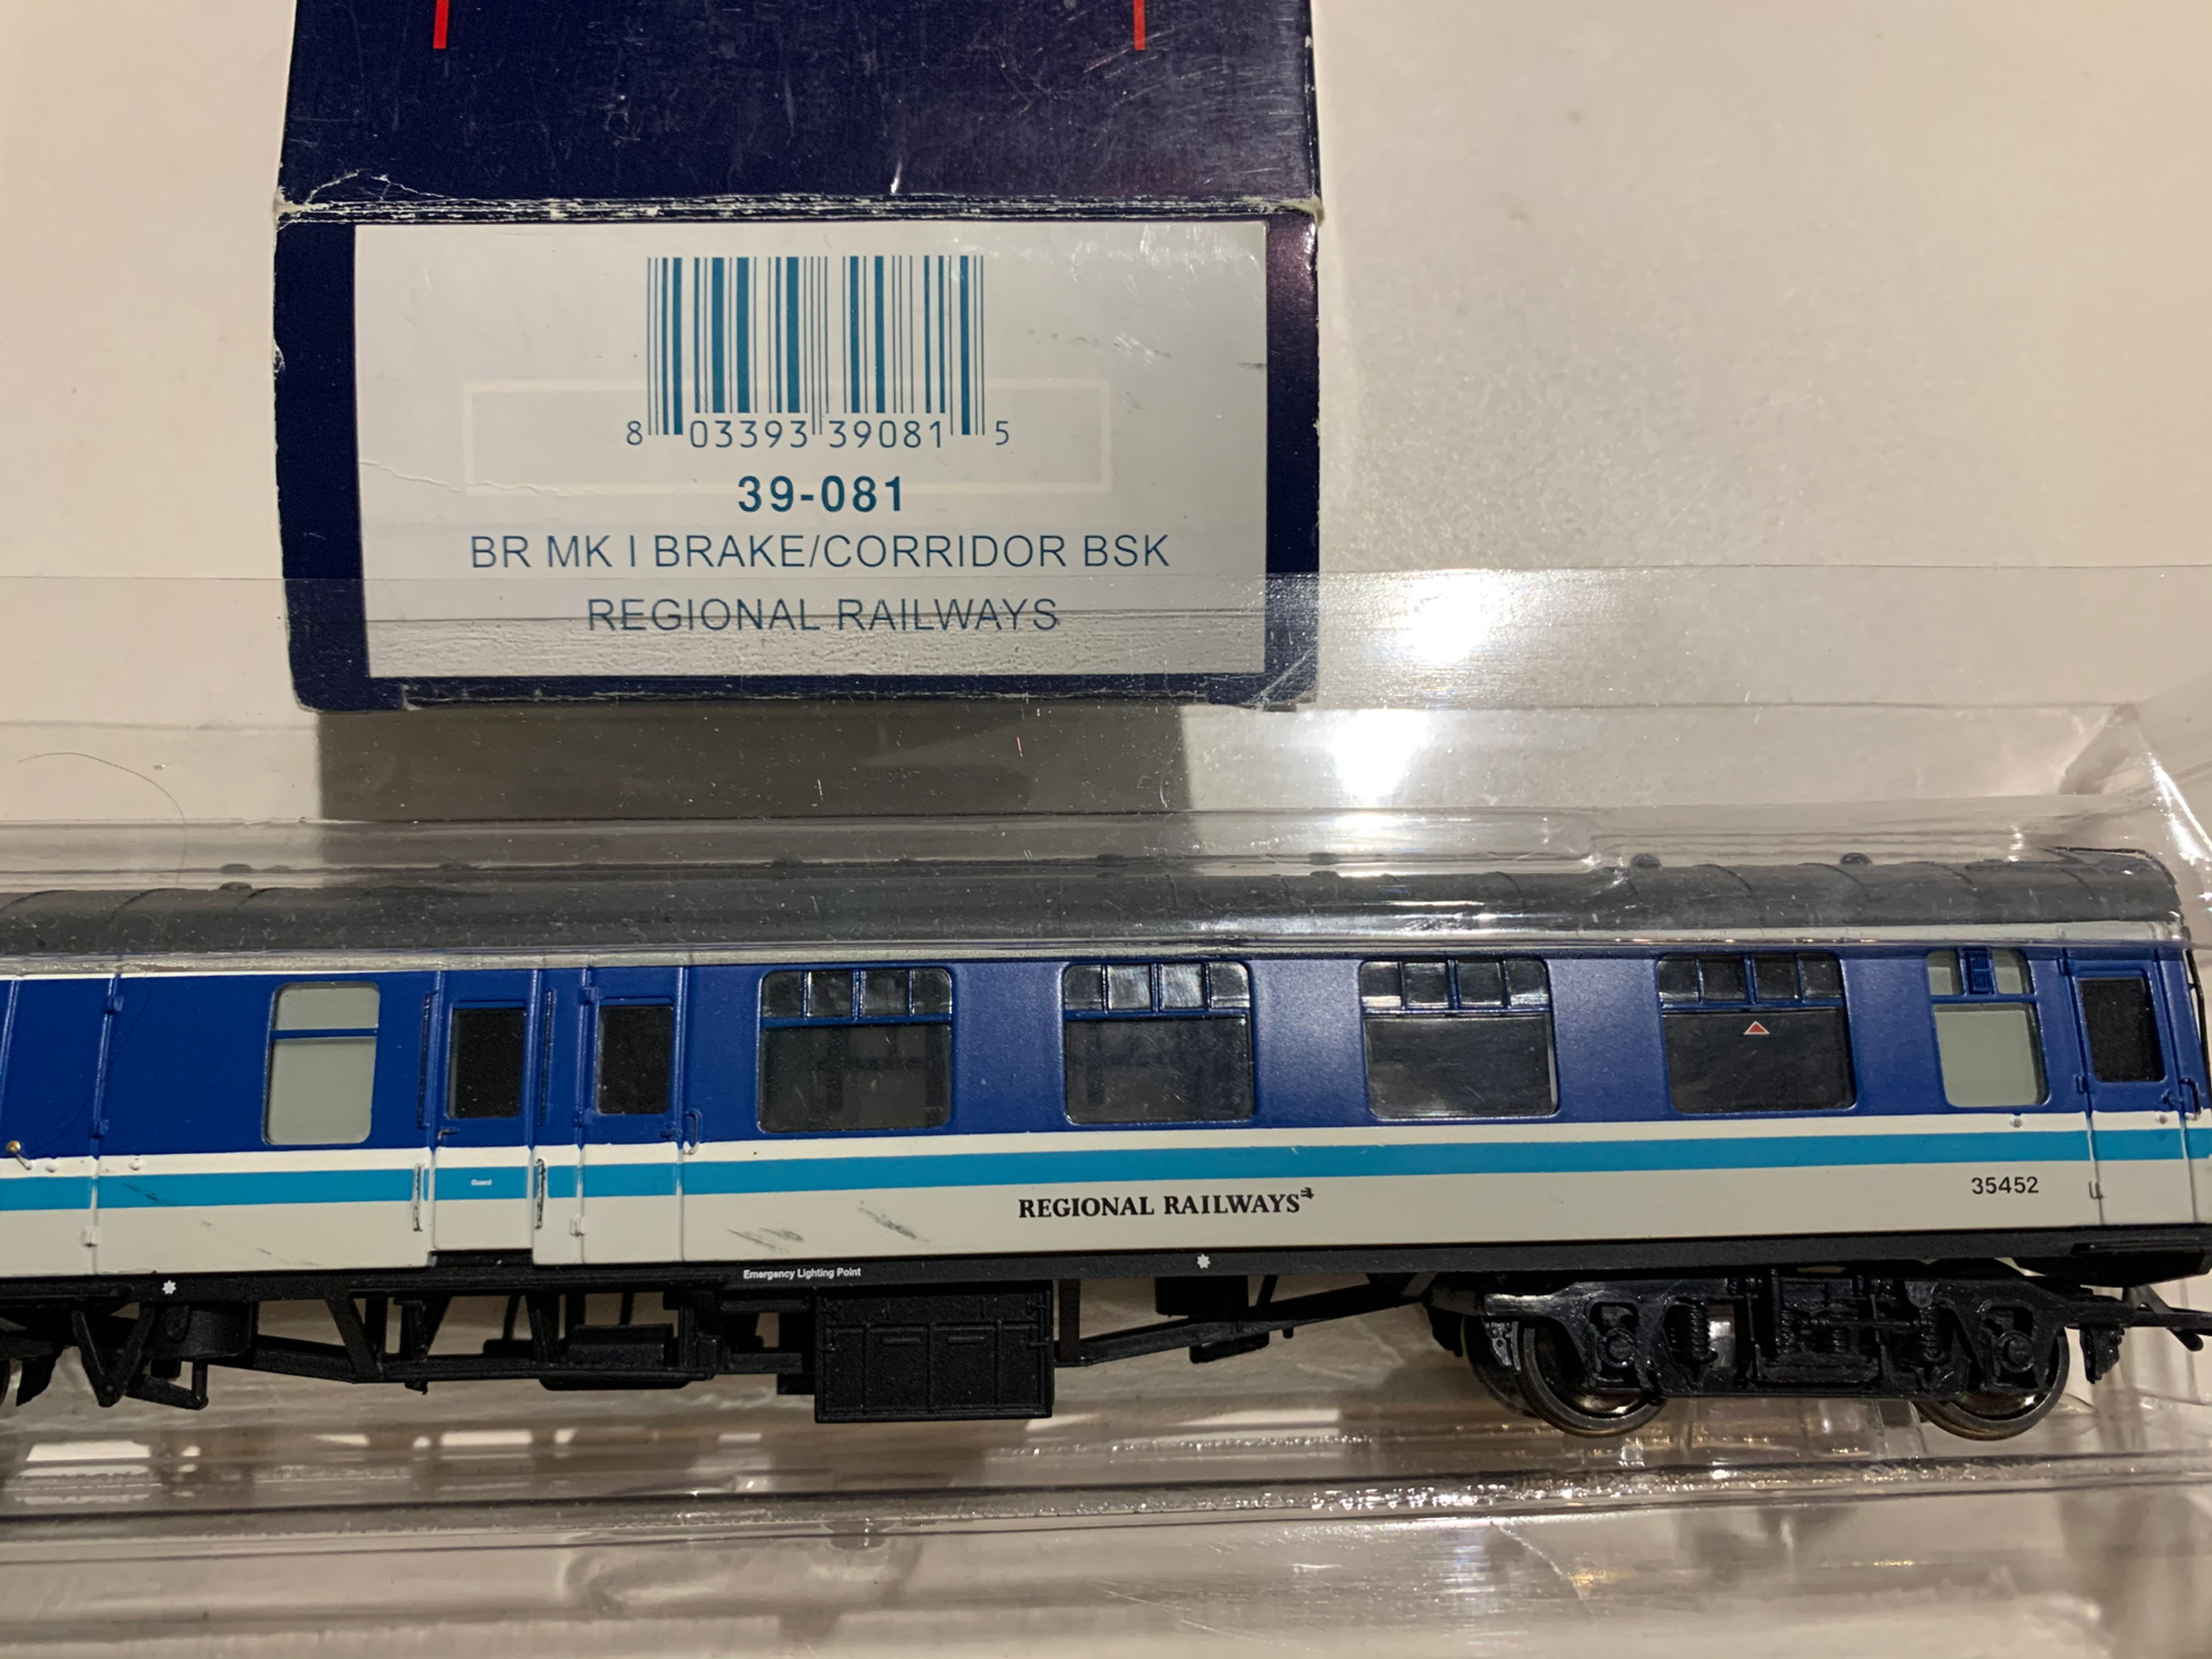 8 03393 39081 5
39-081
BR MK I BRAKE/CORRIDOR BSK
REGIONAL RAILWAYS
Guard
REGIONAL RAILWAYS
35452
Emergency Lighting Point